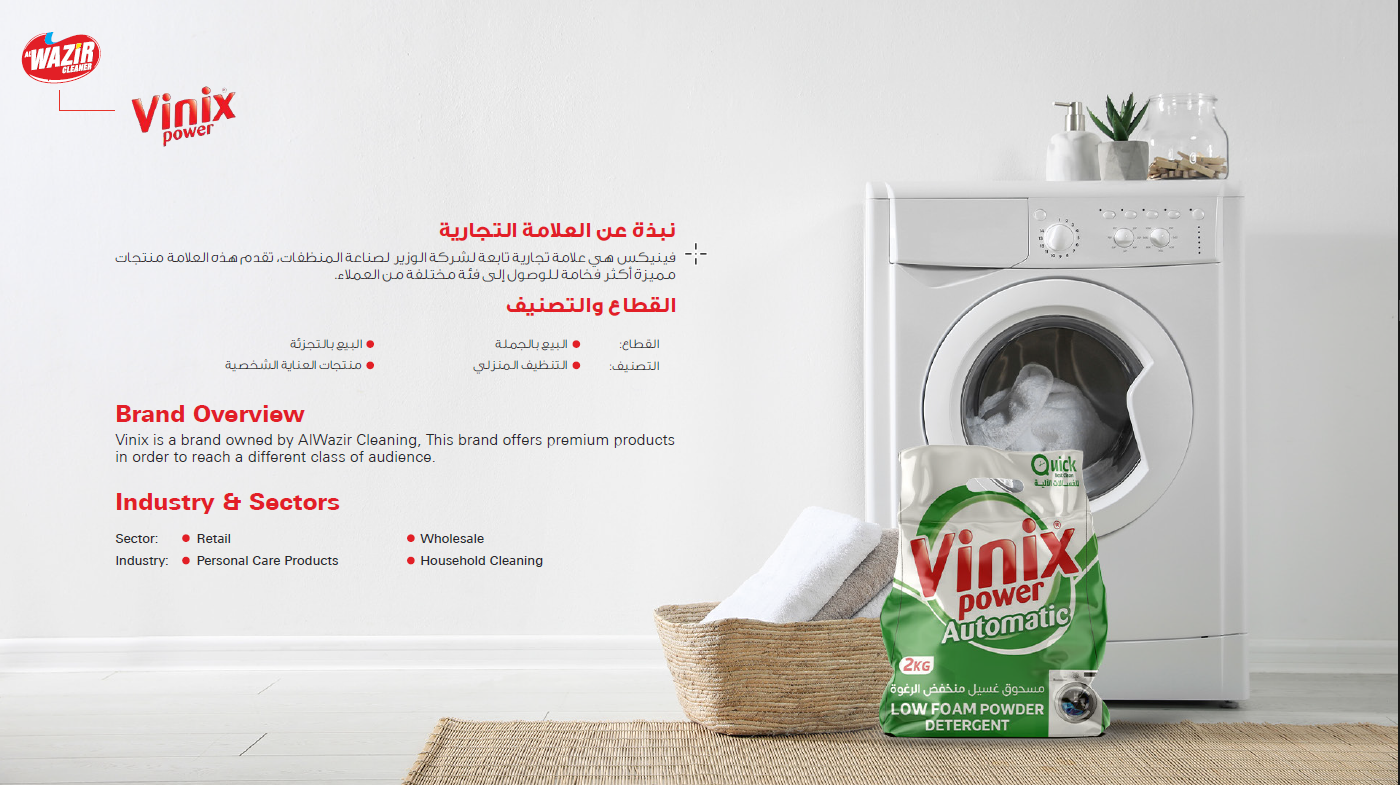 AL WAZIR
CLEANER
Vinix
power
نبذة عن العلامة التجارية
فينيكس هي علامة تجارية تابعة لشركة الوزير لصناعة المنظفات، تقدم هذه العلامة منتجات
مميزة أكثر فخامة للوصول إلى فئة مختلفة من العملاء.
القطاع والتصنيف
القطاع: ● البيع بالجملة ● البيع بالتجزئة
التصنيف: ● التنظيف المنزلي ● منتجات العناية الشخصية
Brand Overview
Vinix is a brand owned by AlWazir Cleaning, This brand offers premium products
in order to reach a different class of audience.
Industry & Sectors
Sector: ● Retail ● Wholesale
Industry: ● Personal Care Products ● Household Cleaning
Quick
للغسالات الآلية
Vinix®
power
Automatic
2KG
مسحوق غسيل منخفض الرغوة
LOW FOAM POWDER
DETERGENT